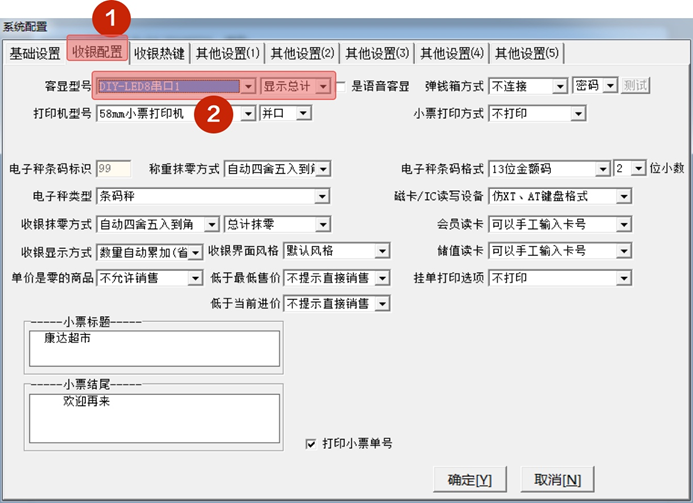 系统配置
1
基础设置 收银配置 收银热键 其他设置(1) 其他设置(2) 其他设置(3) 其他设置(4) 其他设置(5)
客显型号 DIY-LED8串口1 显示总计 是语音客显 弹钱箱方式 不连接 密码 测试
2
打印机型号 58mm小票打印机 并口 小票打印方式 不打印
电子秤条码标识 99 称重抹零方式 自动四舍五入到角 电子秤条码格式 13位金额码 2 位小数
电子秤类型 条码秤 磁卡/IC读写设备 仿XT、AT键盘格式
收银抹零方式 自动四舍五入到角 总计抹零 会员读卡 可以手工输入卡号
收银显示方式 数量自动累加(省 收银界面风格 默认风格 储值读卡 可以手工输入卡号
单价是零的商品 不允许销售 低于最低售价 不提示直接销售 挂单打印选项 不打印
低于当前进价 不提示直接销售
-----小票标题-----
康达超市
-----小票结尾-----
欢迎再来
打印小票单号
确定[Y] 取消[N]